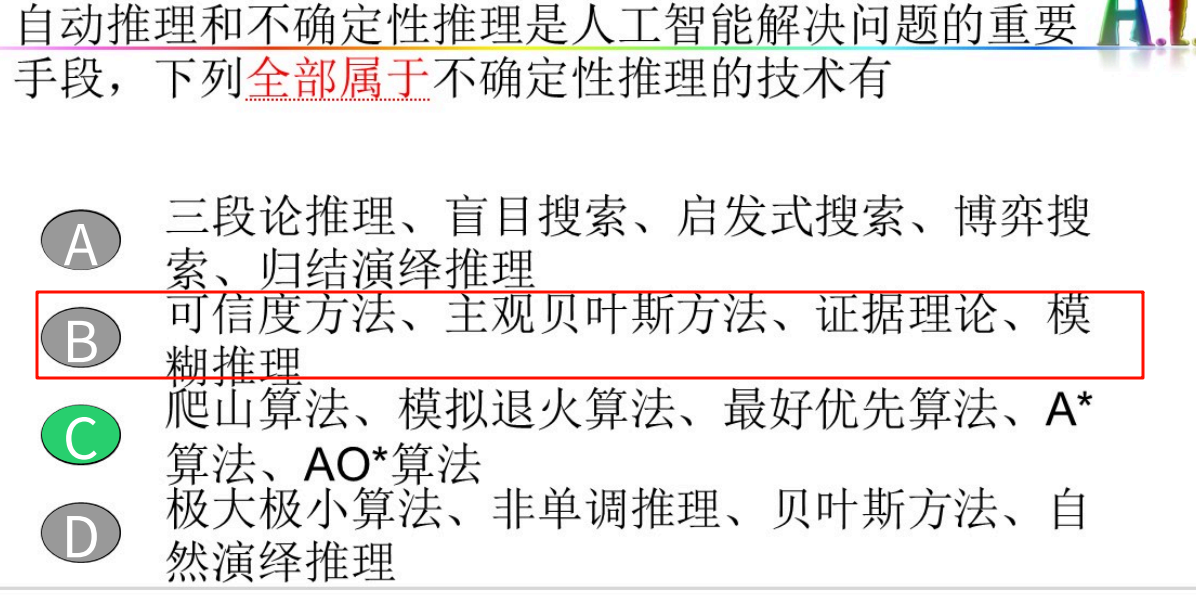 自动推理和不确定性推理是人工智能解决问题的重要
手段，下列全部属于不确定性推理的技术有
A.I.
A
三段论推理、盲目搜索、启发式搜索、博弈搜
索、归结演绎推理
B
可信度方法、主观贝叶斯方法、证据理论、模
糊推理
C
爬山算法、模拟退火算法、最好优先算法、A*
算法、AO*算法
D
极大极小算法、非单调推理、贝叶斯方法、自
然演绎推理